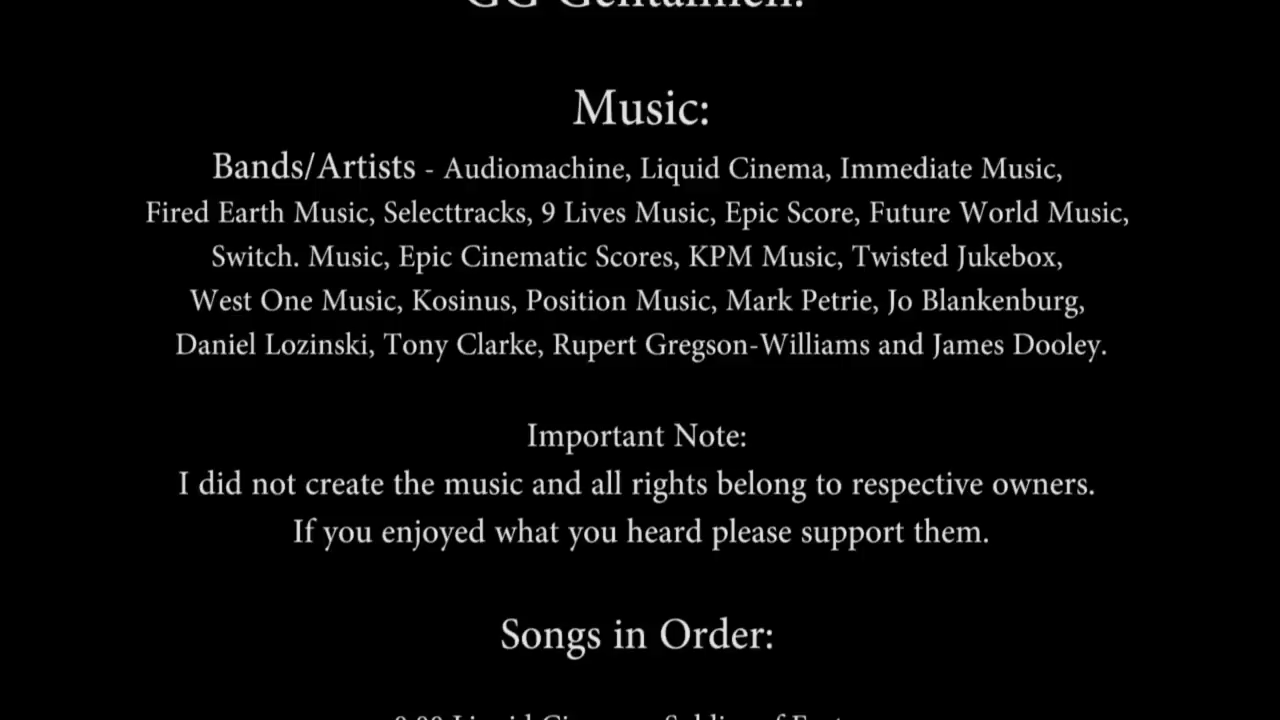 Music:
Bands/Artists - Audiomachine, Liquid Cinema, Immediate Music,
Fired Earth Music, Selecttracks, 9 Lives Music, Epic Score, Future World Music,
Switch. Music, Epic Cinematic Scores, KPM Music, Twisted Jukebox,
West One Music, Kosinus, Position Music, Mark Petrie, Jo Blankenburg,
Daniel Lozinski, Tony Clarke, Rupert Gregson-Williams and James Dooley.
Important Note:
I did not create the music and all rights belong to respective owners.
If you enjoyed what you heard please support them.
Songs in Order: